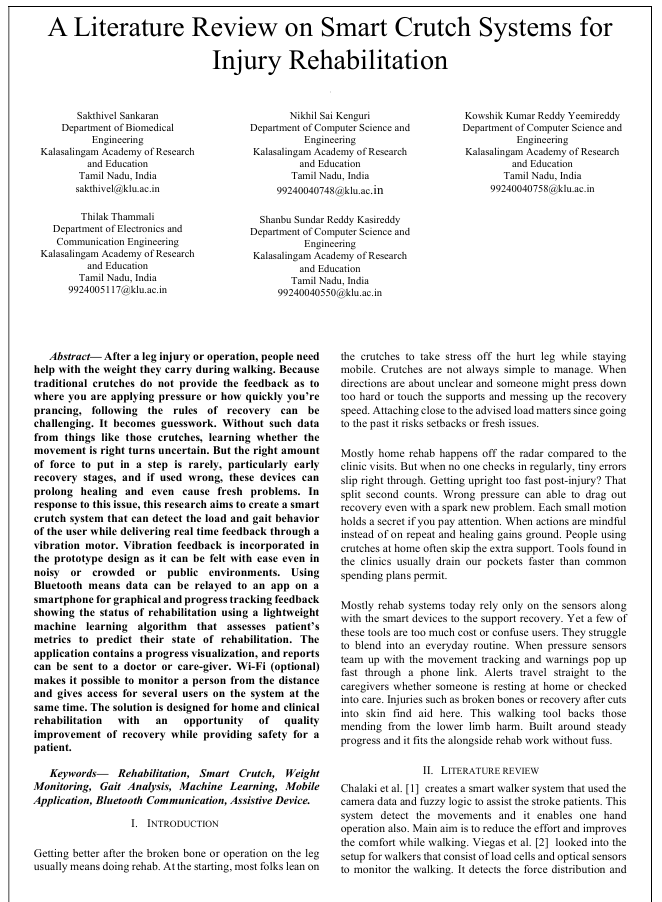 A Literature Review on Smart Crutch Systems for
Injury Rehabilitation
Sakthivel Sankaran
Department of Biomedical
Engineering
Kalasalingam Academy of Research
and Education
Tamil Nadu, India
sakthivel@klu.ac.in
Nikhil Sai Kenguri
Department of Computer Science and
Engineering
Kalasalingam Academy of Research
and Education
Tamil Nadu, India
99240040748@klu.ac.in
Kowshik Kumar Reddy Yeemireddy
Department of Computer Science and
Engineering
Kalasalingam Academy of Research
and Education
Tamil Nadu, India
99240040758@klu.ac.in
Thilak Thammali
Department of Electronics and
Communication Engineering
Kalasalingam Academy of Research
and Education
Tamil Nadu, India
9924005117@klu.ac.in
Shanbu Sundar Reddy Kasireddy
Department of Computer Science and
Engineering
Kalasalingam Academy of Research
and Education
Tamil Nadu, India
99240040550@klu.ac.in
Abstract— After a leg injury or operation, people need
help with the weight they carry during walking. Because
traditional crutches do not provide the feedback as to
where you are applying pressure or how quickly you're
prancing, following the rules of recovery can be
challenging. It becomes guesswork. Without such data
from things like those crutches, learning whether the
movement is right turns uncertain. But the right amount
of force to put in a step is rarely, particularly early
recovery stages, and if used wrong, these devices can
prolong healing and even cause fresh problems. In
response to this issue, this research aims to create a smart
crutch system that can detect the load and gait behavior
of the user while delivering real time feedback through a
vibration motor. Vibration feedback is incorporated in
the prototype design as it can be felt with ease even in
noisy or crowded or public environments. Using
Bluetooth means data can be relayed to an app on a
smartphone for graphical and progress tracking feedback
showing the status of rehabilitation using a lightweight
machine learning algorithm that assesses patient's
metrics to predict their state of rehabilitation. The
application contains a progress visualization, and reports
can be sent to a doctor or care-giver. Wi-Fi (optional)
makes it possible to monitor a person from the distance
and gives access for several users on the system at the
same time. The solution is designed for home and clinical
rehabilitation with an opportunity of quality
improvement of recovery while providing safety for a
patient.
Keywords— Rehabilitation, Smart Crutch, Weight
Monitoring, Gait Analysis, Machine Learning, Mobile
Application, Bluetooth Communication, Assistive Device.
I. INTRODUCTION
Getting better after the broken bone or operation on the leg
usually means doing rehab. At the starting, most folks lean on
the crutches to take stress off the hurt leg while staying
mobile. Crutches are not always simple to manage. When
directions are about unclear and someone might press down
too hard or touch the supports and messing up the recovery
speed. Attaching close to the advised load matters since going
to the past it risks setbacks or fresh issues.
Mostly home rehab happens off the radar compared to the
clinic visits. But when no one checks in regularly, tiny errors
slip right through. Getting upright too fast post-injury? That
split second counts. Wrong pressure can able to drag out
recovery even with a spark new problem. Each small motion
holds a secret if you pay attention. When actions are mindful
instead of on repeat and healing gains ground. People using
crutches at home often skip the extra support. Tools found in
the clinics usually drain our pockets faster than common
spending plans permit.
Mostly rehab systems today rely only on the sensors along
with the smart devices to the support recovery. Yet a few of
these tools are too much cost or confuse users. They struggle
to blend into an everyday routine. When pressure sensors
team up with the movement tracking and warnings pop up
fast through a phone link. Alerts travel straight to the
caregivers whether someone is resting at home or checked
into care. Injuries such as broken bones or recovery after cuts
into skin find aid here. This walking tool backs those
mending from the lower limb harm. Built around steady
progress and it fits the alongside rehab work without fuss.
II. LITERATURE REVIEW
Chalaki et al. [1] creates a smart walker system that used the
camera data and fuzzy logic to assist the stroke patients. This
system detect the movements and it enables one hand
operation also. Main aim is to reduce the effort and improves
the comfort while walking. Viegas et al. [2] looked into the
setup for walkers that consist of load cells and optical sensors
to monitor the walking. It detects the force distribution and